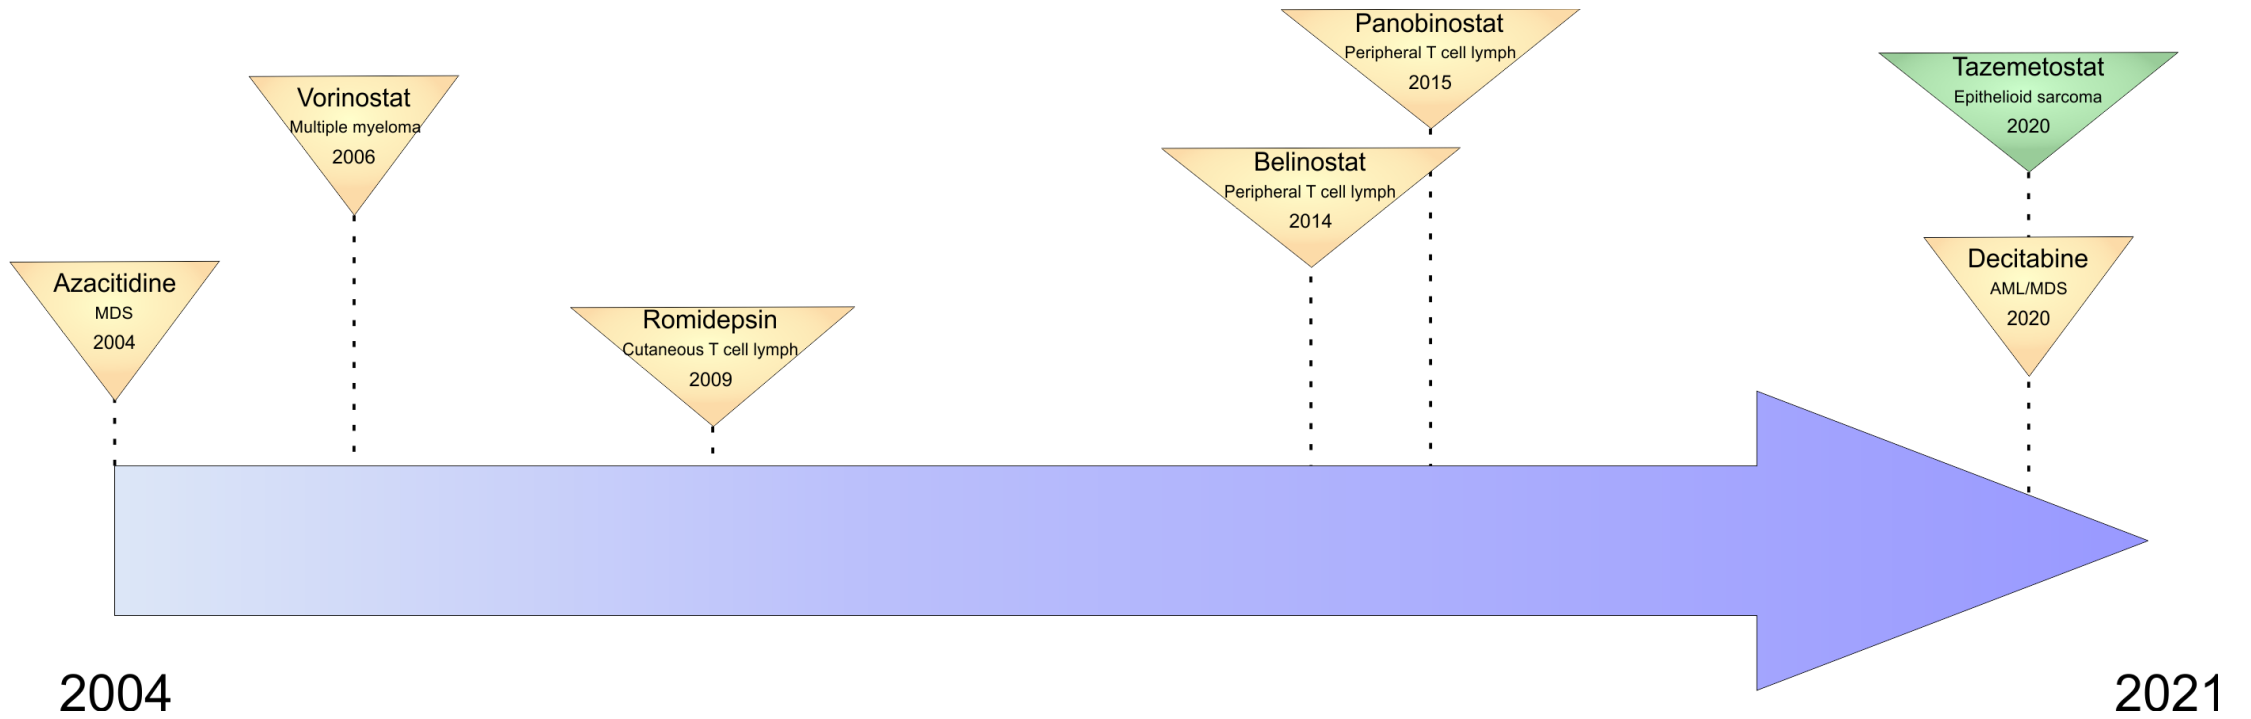 Azacitidine
MDS
2004
Vorinostat
Multiple myeloma
2006
Romidepsin
Cutaneous T cell lymph
2009
Belinostat
Peripheral T cell lymph
2014
Panobinostat
Peripheral T cell lymph
2015
Tazemetostat
Epithelioid sarcoma
2020
Decitabine
AML/MDS
2020
2004
2021